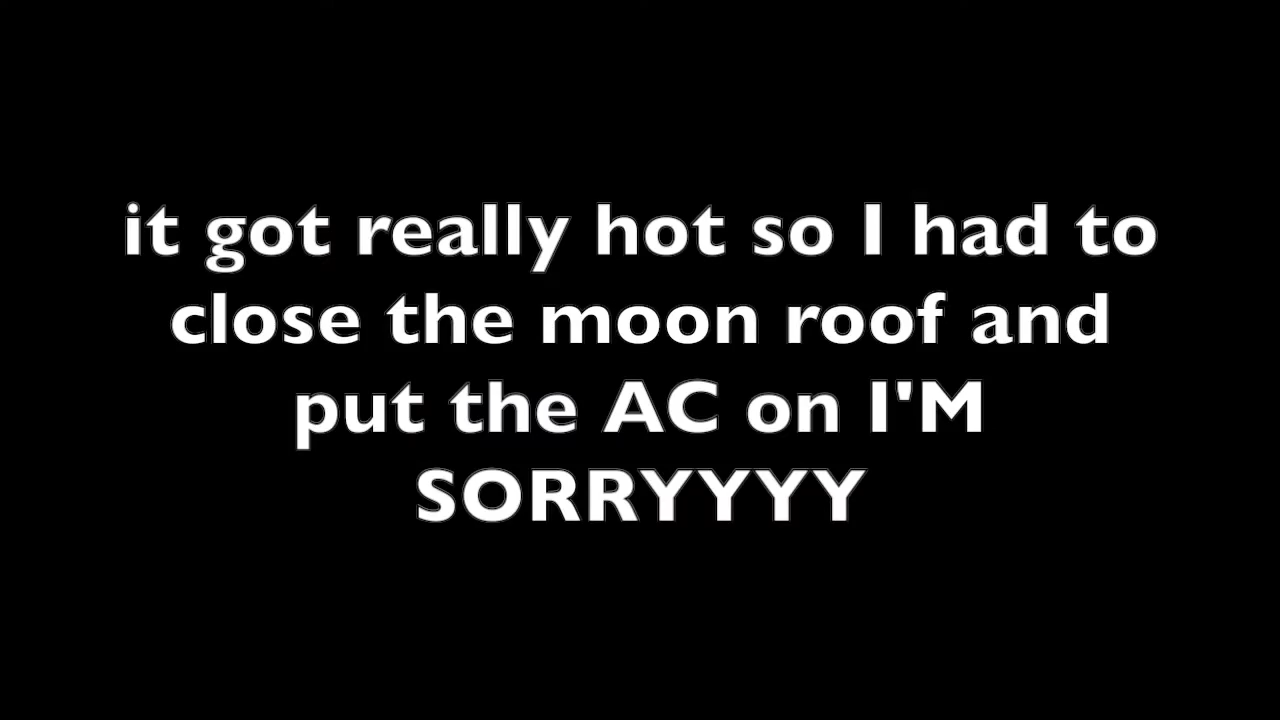 it got really hot so I had to
close the moon roof and
put the AC on I'M
SORRYYYY